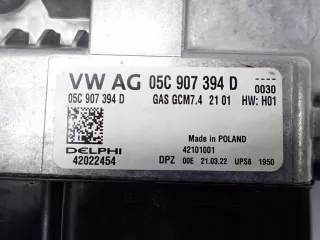 VW AG 05C 907 394 D
0030
05C 907 394 D GAS GCM7.4 21 01 HW: H01
Made in POLAND
42101001
DELPHI
42022454 DPZ 00E 21.03.22 UPS8 1950